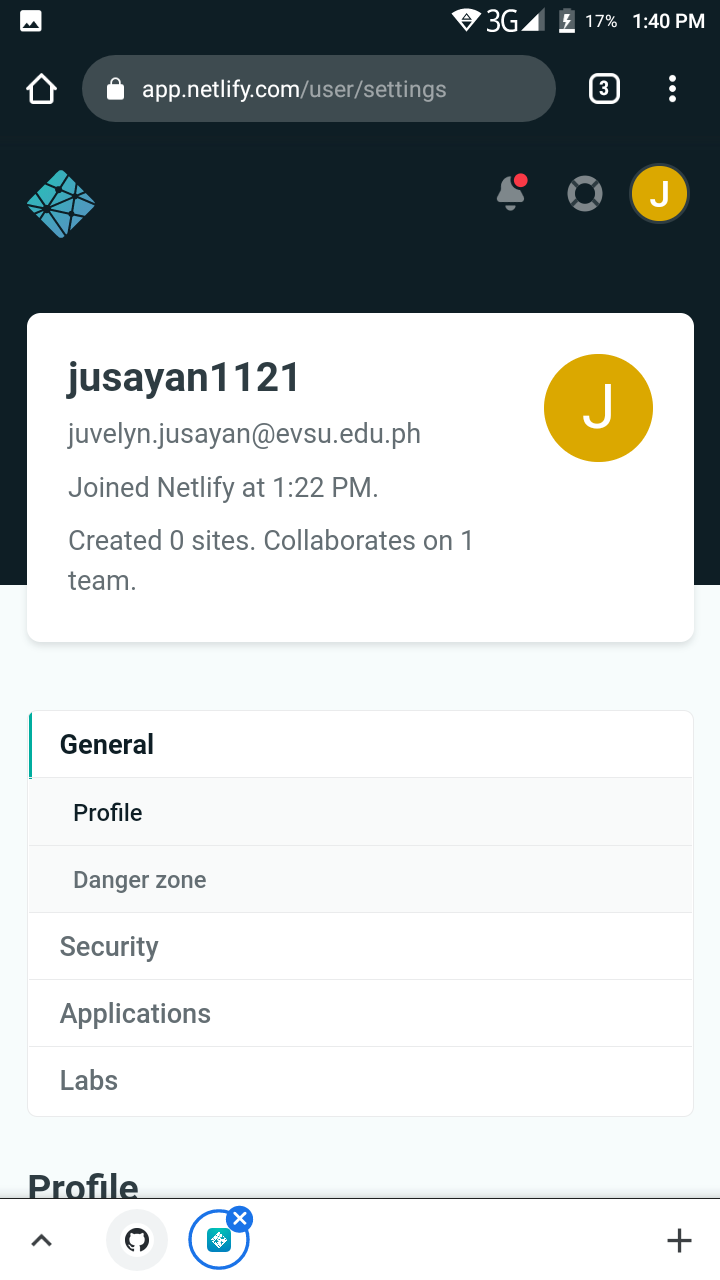 3G 17% 1:40 PM
app.netlify.com/user/settings 3
J
jusayan1121
J
juvelyn.jusayan@evsu.edu.ph
Joined Netlify at 1:22 PM.
Created 0 sites. Collaborates on 1
team.
General
Profile
Danger zone
Security
Applications
Labs
Profile